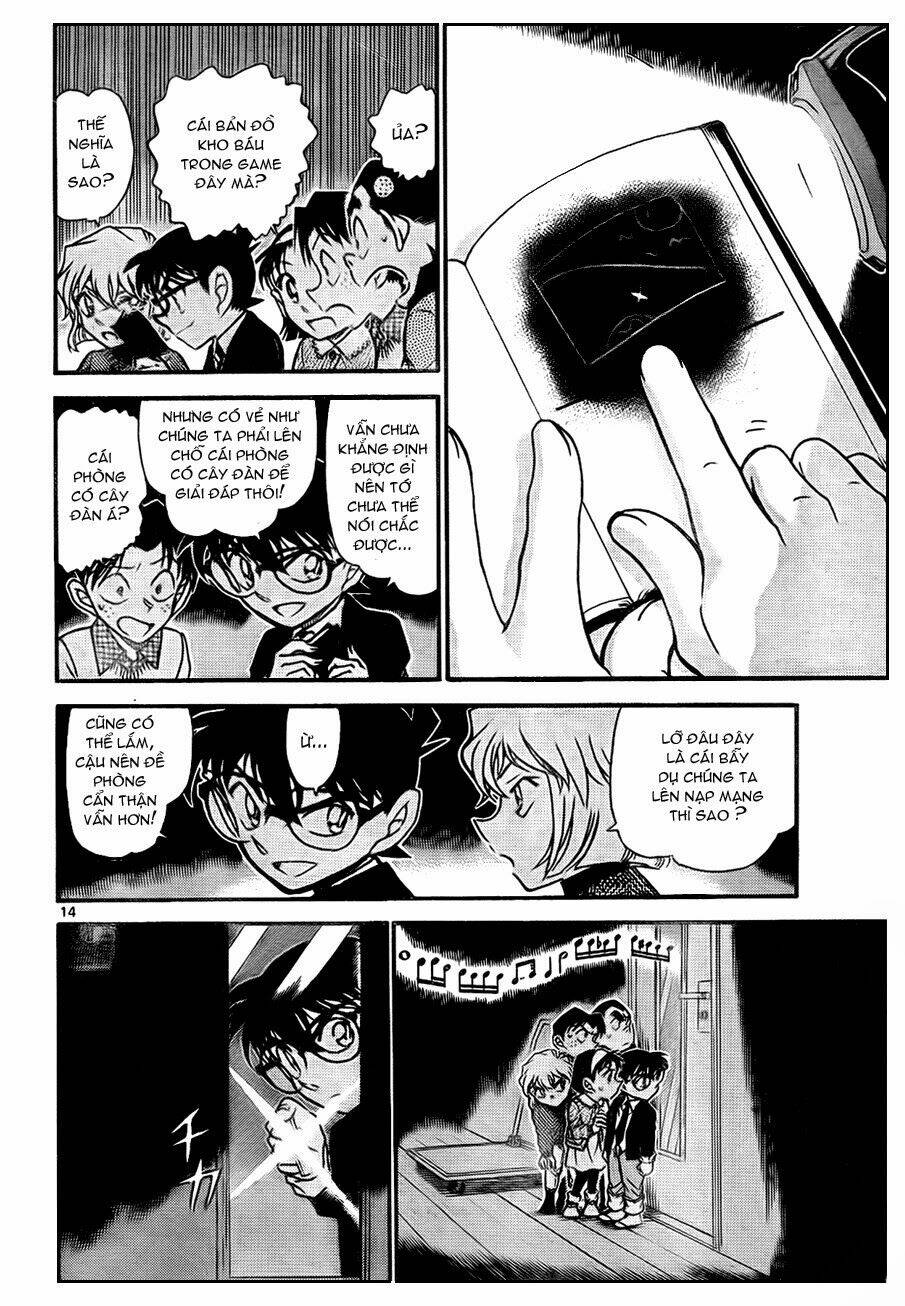 ỦA?
CÁI BẢN ĐỒ
KHO BÁU
TRONG GAME
ĐÂY MÀ?
THẾ
NGHĨA
LÀ
SAO?
VẪN CHƯA
KHẲNG ĐỊNH
ĐƯỢC GÌ
NÊN TỚ
CHƯA THỂ
NÓI CHẮC
ĐƯỢC...
NHƯNG CÓ VẺ NHƯ
CHÚNG TA PHẢI LÊN
CHỖ CÁI PHÒNG
CÓ CÂY ĐÀN ĐỂ
GIẢI ĐÁP THÔI!
CÁI
PHÒNG
CÓ CÂY
ĐÀN Á?
LỠ ĐÂU ĐÂY
LÀ CÁI BẪY
DỤ CHÚNG TA
LÊN NẠP MẠNG
THÌ SAO?
Ừ...
CŨNG CÓ
THỂ LẮM,
CẬU NÊN ĐỀ
PHÒNG
CẨN THẬN
VẪN HƠN!
14
チカ